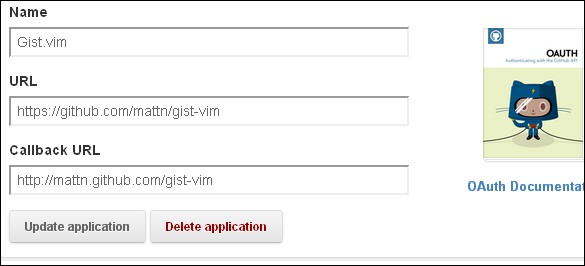 Name
Gist.vim
URL
https://github.com/mattn/gist-vim
Callback URL
http://mattn.github.com/gist-vim
Update application
Delete application
OAUTH
Authenticating with the GitHub API
OAuth Documentat